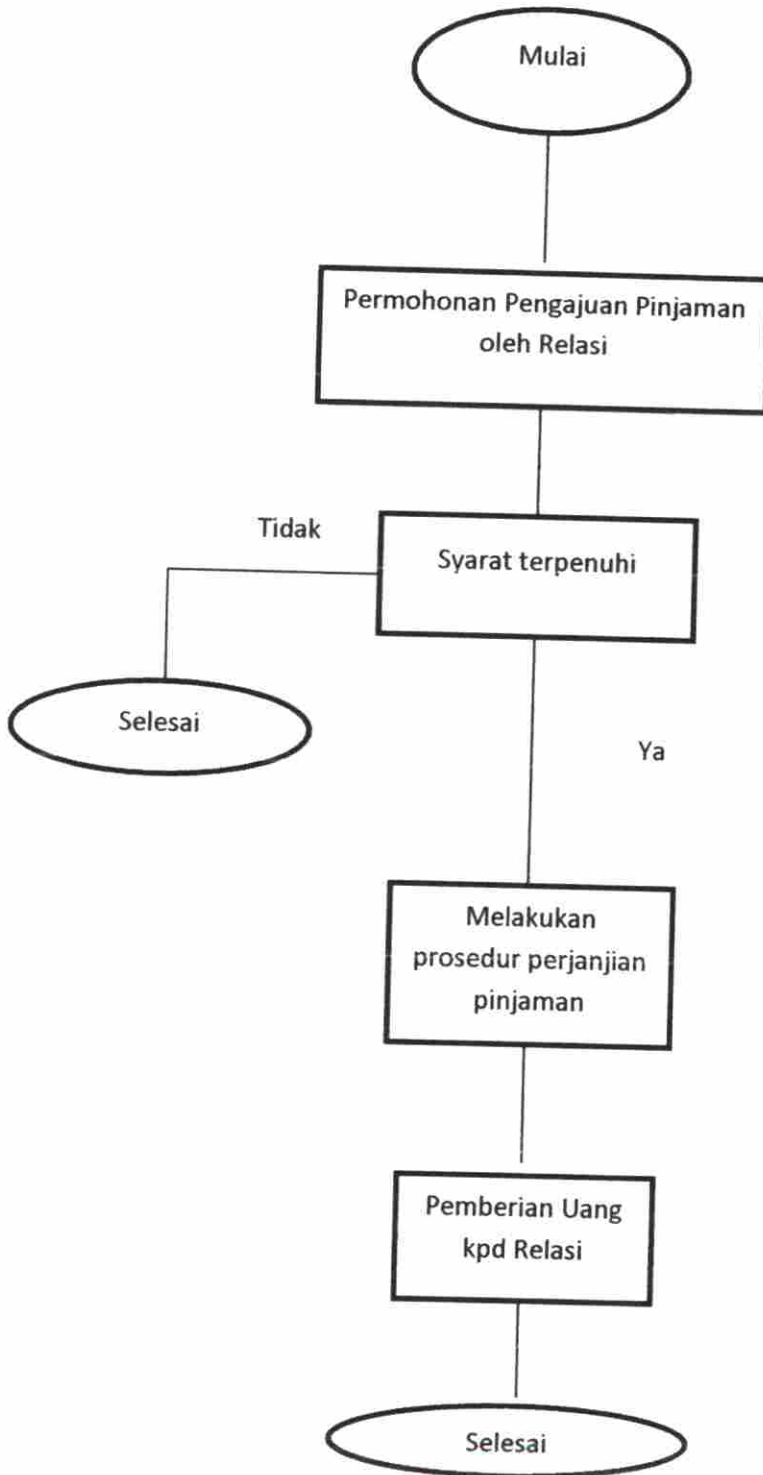 Mulai
Permohonan Pengajuan Pinjaman
oleh Relasi
Tidak
Syarat terpenuhi
Selesai
Ya
Melakukan
prosedur perjanjian
pinjaman
Pemberian Uang
kpd Relasi
Selesai